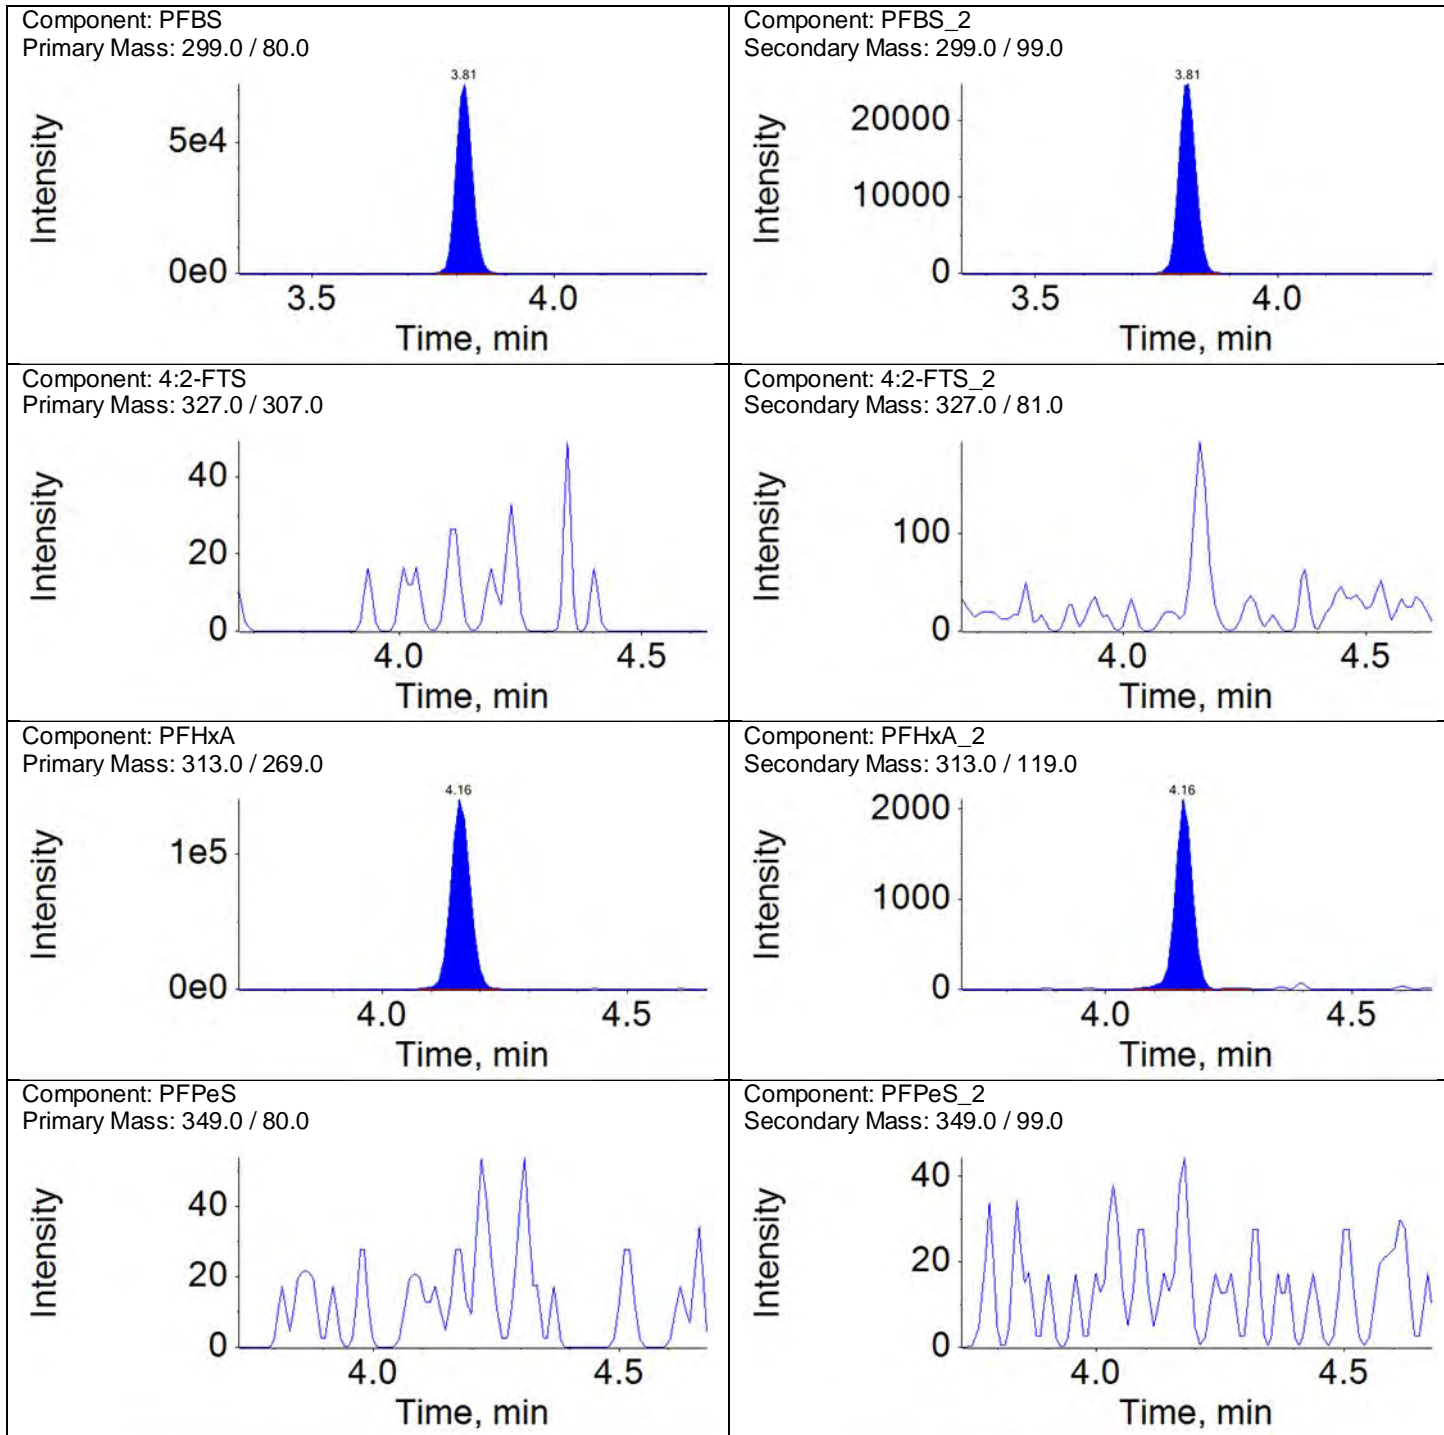 Component: PFBS
Primary Mass: 299.0 / 80.0
3.81
Intensity
5e4
0e0
3.5
4.0
Time, min
Component: PFBS_2
Secondary Mass: 299.0 / 99.0
3.81
Intensity
20000
10000
0
3.5
4.0
Time, min
Component: 4:2-FTS
Primary Mass: 327.0 / 307.0
Intensity
40
20
0
4.0
4.5
Time, min
Component: 4:2-FTS_2
Secondary Mass: 327.0 / 81.0
Intensity
100
0
4.0
4.5
Time, min
Component: PFHxA
Primary Mass: 313.0 / 269.0
4.16
Intensity
1e5
0e0
4.0
4.5
Time, min
Component: PFHxA_2
Secondary Mass: 313.0 / 119.0
4.16
Intensity
2000
1000
0
4.0
4.5
Time, min
Component: PFPeS
Primary Mass: 349.0 / 80.0
Intensity
40
20
0
4.0
4.5
Time, min
Component: PFPeS_2
Secondary Mass: 349.0 / 99.0
Intensity
40
20
0
4.0
4.5
Time, min